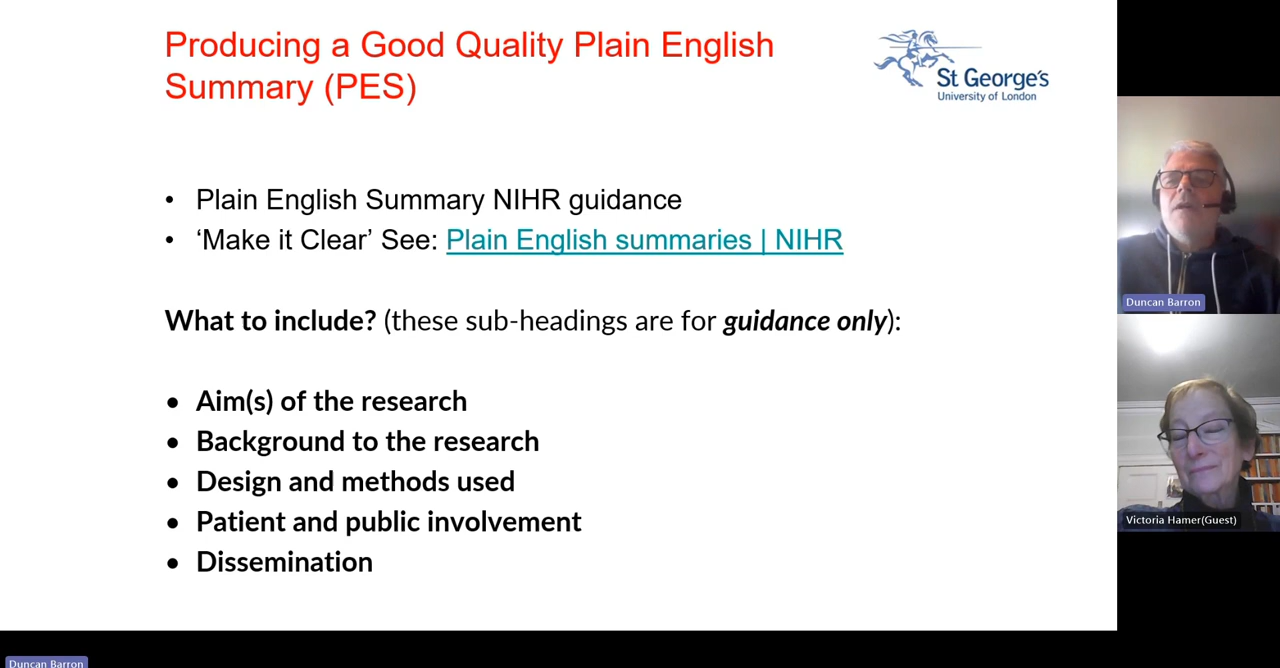 Producing a Good Quality Plain English
Summary (PES)
St George's
University of London
• Plain English Summary NIHR guidance
• ‘Make it Clear’ See: Plain English summaries | NIHR
What to include? (these sub-headings are for guidance only):
• Aim(s) of the research
• Background to the research
• Design and methods used
• Patient and public involvement
• Dissemination
Duncan Barron
Victoria Hamer(Guest)
Duncan Barron